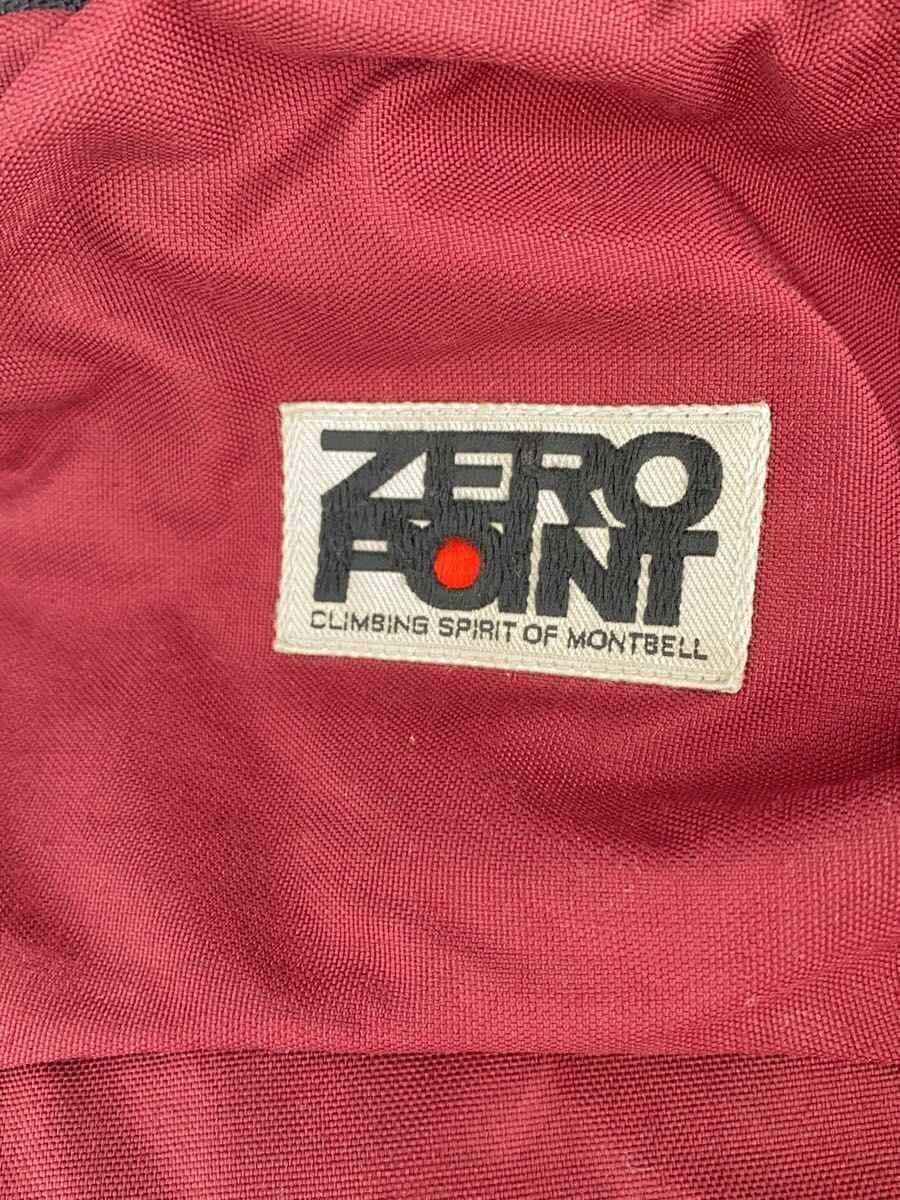 ZERO
POINT
CLIMBING SPIRIT OF MONTBELL